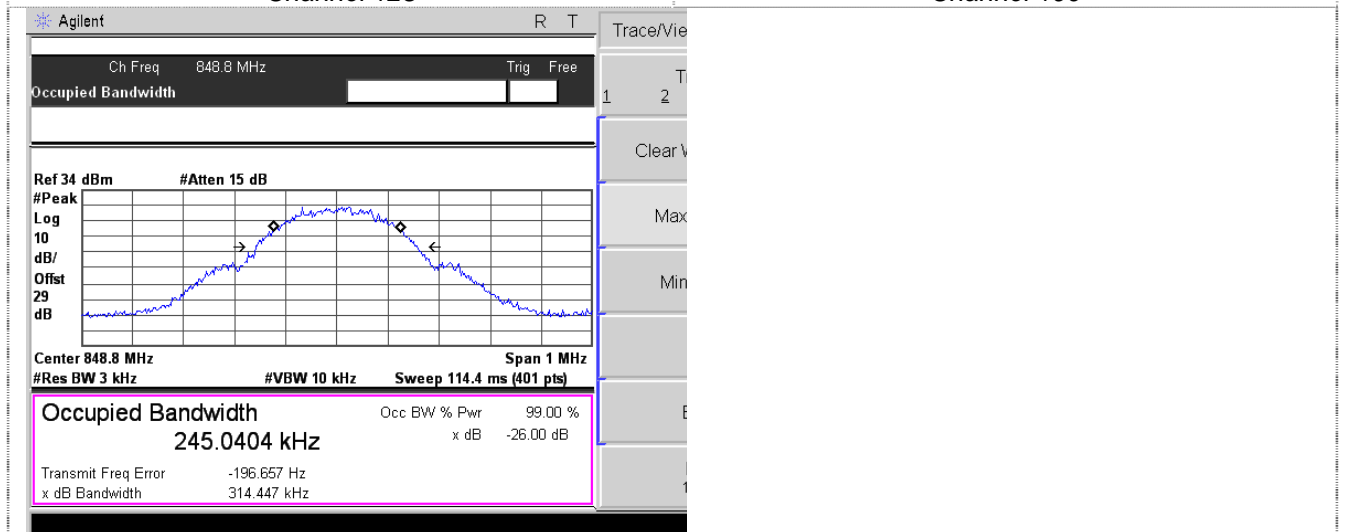 Agilent R T
Trace/Vie
Ch Freq 848.8 MHz Trig Free
Occupied Bandwidth
1 2
Clear
Ref 34 dBm #Atten 15 dB
#Peak
Log
10
dB/
Offst
29
dB
Max
Min
Center 848.8 MHz Span 1 MHz
#Res BW 3 kHz #VBW 10 kHz Sweep 114.4 ms (401 pts)
Occupied Bandwidth Occ BW % Pwr 99.00 %
245.0404 kHz x dB -26.00 dB
Transmit Freq Error -196.657 Hz
x dB Bandwidth 314.447 kHz